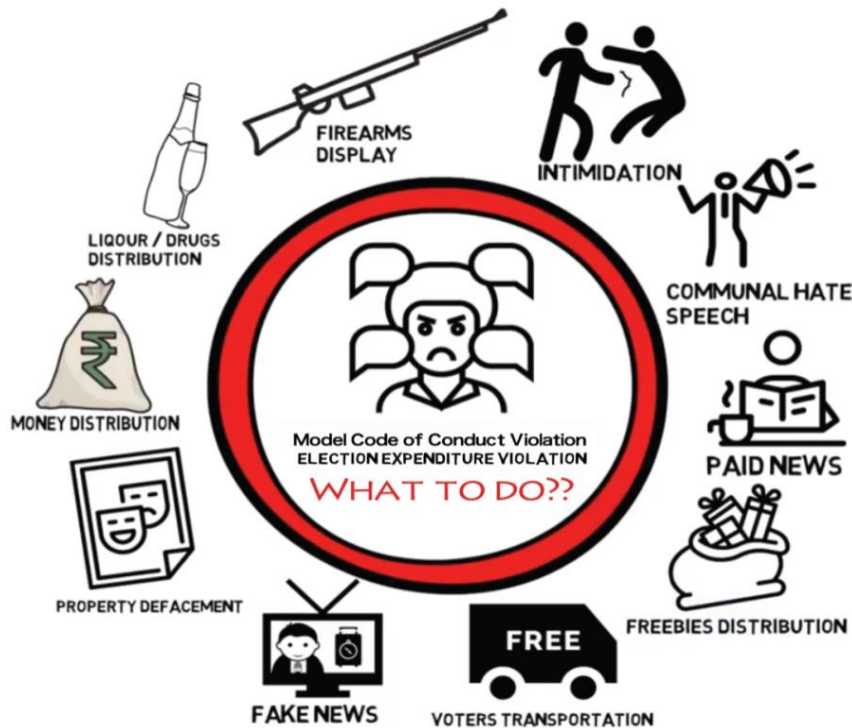 FIREARMS
DISPLAY
INTIMIDATION
LIQOUR / DRUGS
DISTRIBUTION
COMMUNAL HATE
SPEECH
₹
MONEY DISTRIBUTION
Model Code of Conduct Violation
ELECTION EXPENDITURE VIOLATION
WHAT TO DO??
PAID NEWS
PROPERTY DEFACEMENT
FREEBIES DISTRIBUTION
FREE
FAKE NEWS
VOTERS TRANSPORTATION